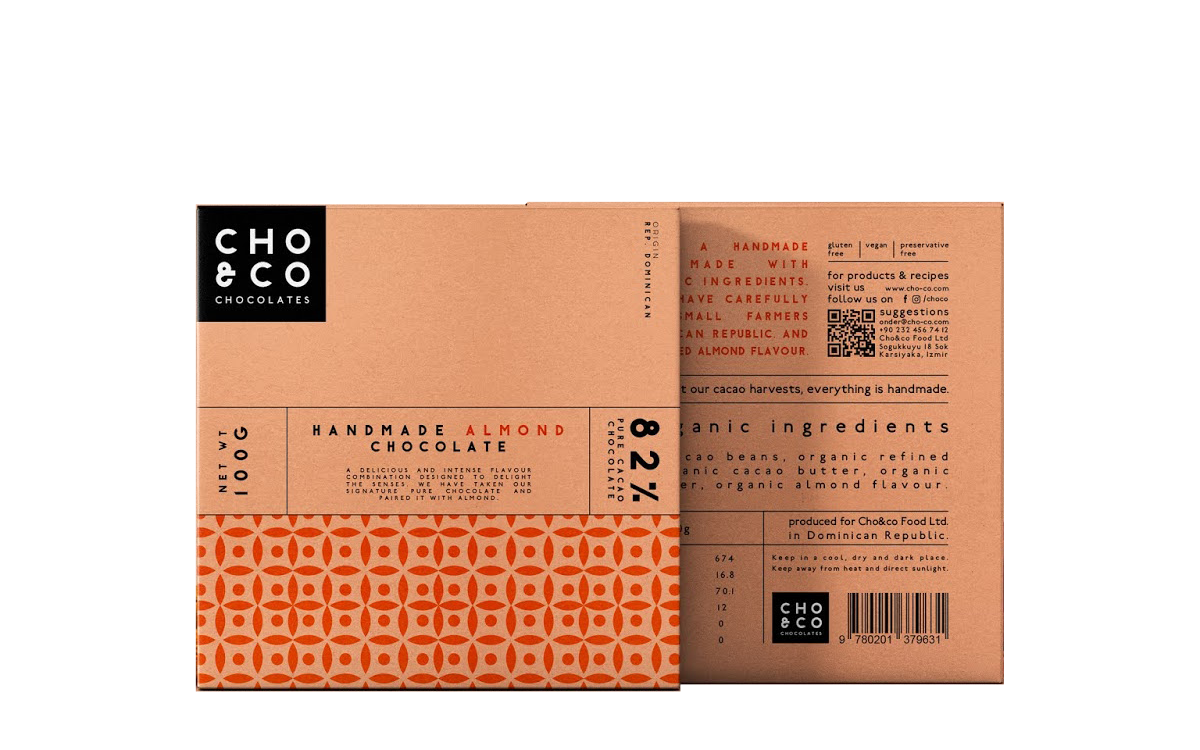 CHO
& CO
CHOCOLATES
ORIGIN
REP. DOMINICAN
NET WT
100G
HANDMADE ALMOND
CHOCOLATE
A DELICIOUS AND INTENSE FLAVOUR
COMBINATION DESIGNED TO DELIGHT
THE SENSES. WE HAVE TAKEN OUR
SIGNATURE PURE CHOCOLATE AND
PAIRED IT WITH ALMOND.
82%
PURE CACAO
CHOCOLATE
A HANDMADE
MADE WITH
C INGREDIENTS.
HAVE CAREFULLY
SMALL FARMERS
CAN REPUBLIC. AND
ED ALMOND FLAVOUR.
gluten free
vegan
preservative free
for products & recipes
visit us www.cho-co.com
follow us on f /choco
suggestions
onder@cho-co.com
+90 232 456 74 12
Cho&co Food Ltd
Sogukkuyu 18 Sok
Karsiyaka, Izmir
t our cacao harvests, everything is handmade.
ganic ingredients
cao beans, organic refined
anic cacao butter, organic
er, organic almond flavour.
0g
produced for Cho&co Food Ltd.
in Dominican Republic.
674
16.8
70.1
12
0
0
Keep in a cool, dry and dark place.
Keep away from heat and direct sunlight.
CHO
& CO
CHOCOLATES
9 780201 379631